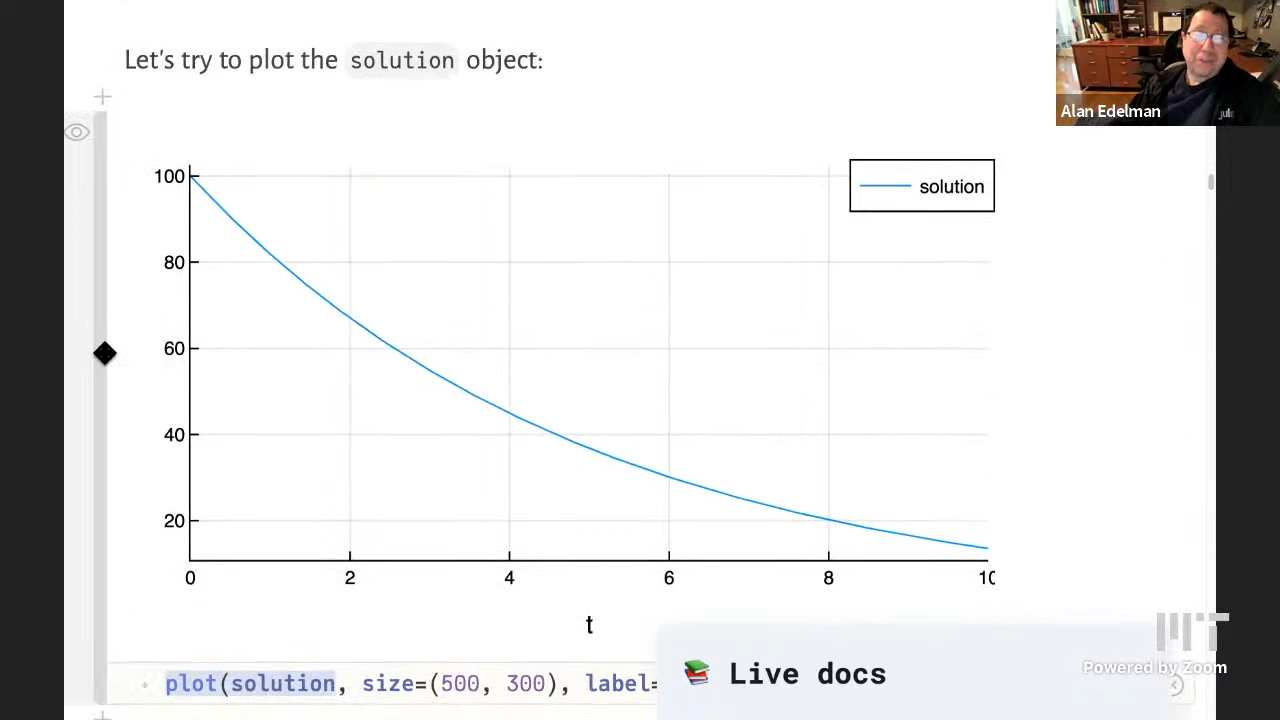 Let's try to plot the solution object:
Alan Edelman
solution
100
80
60
40
20
0 2 4 6 8 10
t
plot(solution, size=(500, 300), label=
Live docs
MIT
Powered by Zoom